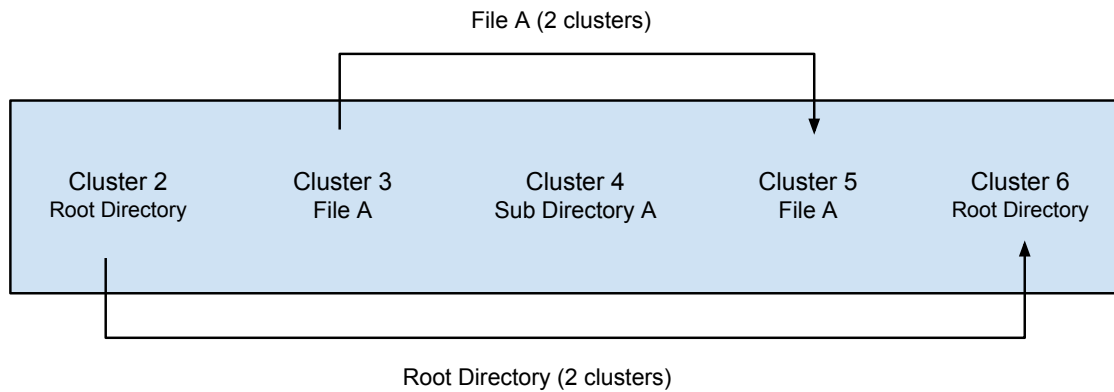 File A (2 clusters)
Cluster 2
Root Directory
Cluster 3
File A
Cluster 4
Sub Directory A
Cluster 5
File A
Cluster 6
Root Directory
Root Directory (2 clusters)